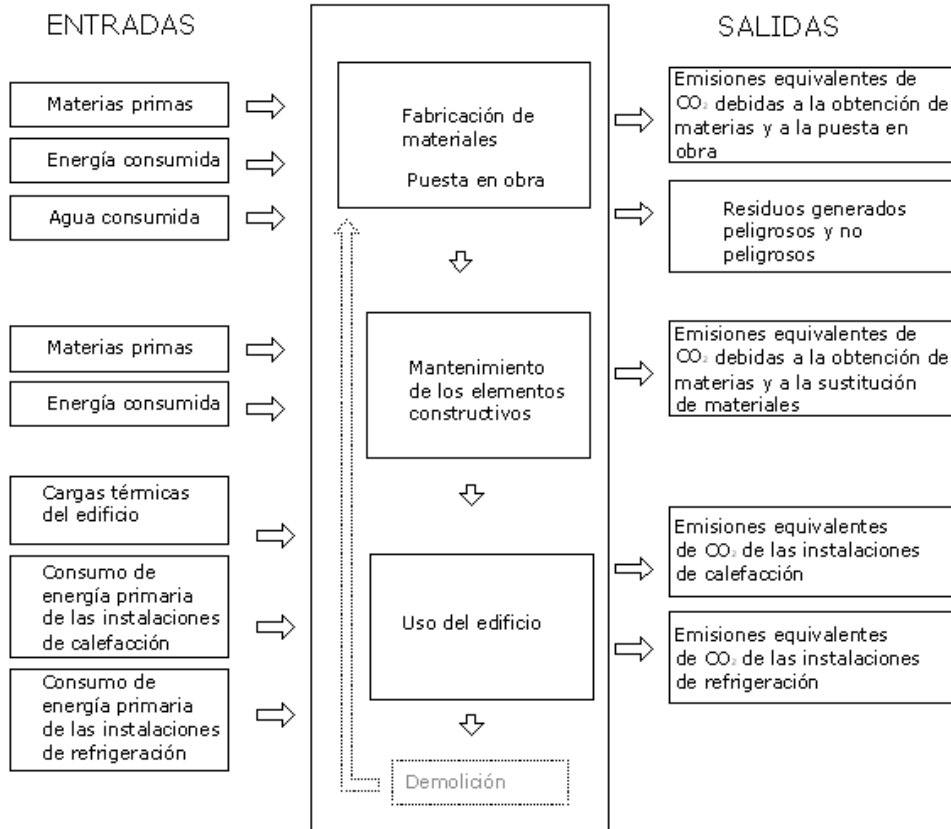 ENTRADAS
SALIDAS
Materias primas
Energía consumida
Agua consumida
Fabricación de
materiales
Puesta en obra
Emisiones equivalentes de
CO₂ debidas a la obtención de
materias y a la puesta en
obra
Residuos generados
peligrosos y no
peligrosos
Materias primas
Energía consumida
Mantenimiento
de los elementos
constructivos
Emisiones equivalentes de
CO₂ debidas a la obtención de
materias y a la sustitución
de materiales
Cargas térmicas
del edificio
Consumo de
energía primaria
de las instalaciones
de calefacción
Consumo de
energía primaria
de las instalaciones
de refrigeración
Uso del edificio
Emisiones equivalentes
de CO₂ de las instalaciones
de calefacción
Emisiones equivalentes
de CO₂ de las instalaciones
de refrigeración
Demolición